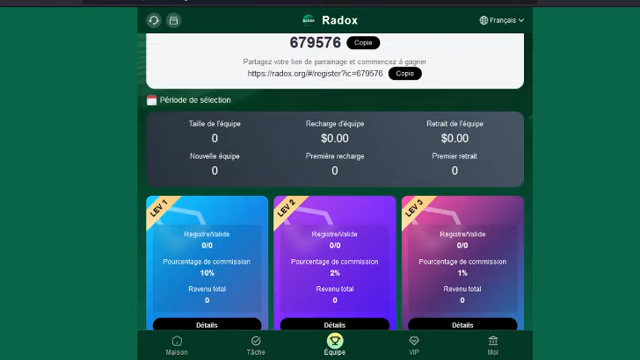 Radox
Français
679576 Copie
Partagez votre lien de parrainage et commencez à gagner
https://radox.org/#/register?ic=679576 Copie
Période de sélection
Taille de l'équipe Recharge d'équipe Retrait de l'équipe
0 $0.00 $0.00
Nouvelle équipe Première recharge Premier retrait
0 0 0
LEV 1 LEV 2 LEV 3
Registre/Valide Registre/Valide Registre/Valide
0/0 0/0 0/0
Pourcentage de commission Pourcentage de commission Pourcentage de commission
10% 2% 1%
Revenu total Revenu total Revenu total
0 0 0
Détails Détails Détails
Maison Tâche Équipe VIP Moi